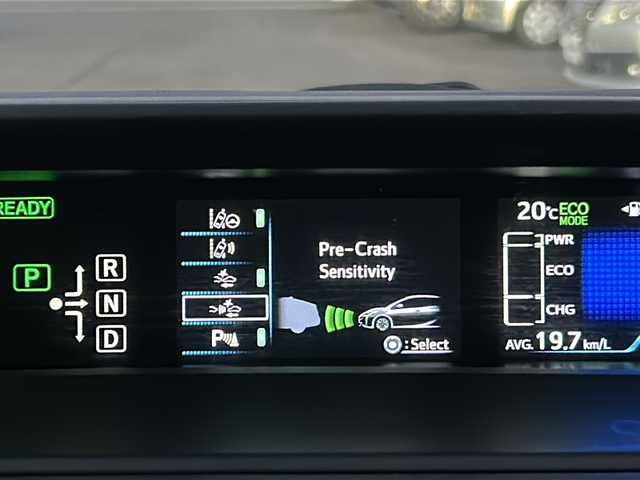 READY
P
R
N
D
P
Pre-Crash
Sensitivity
: Select
20°C ECO
MODE
PWR
ECO
CHG
AVG. 19.7 km/L